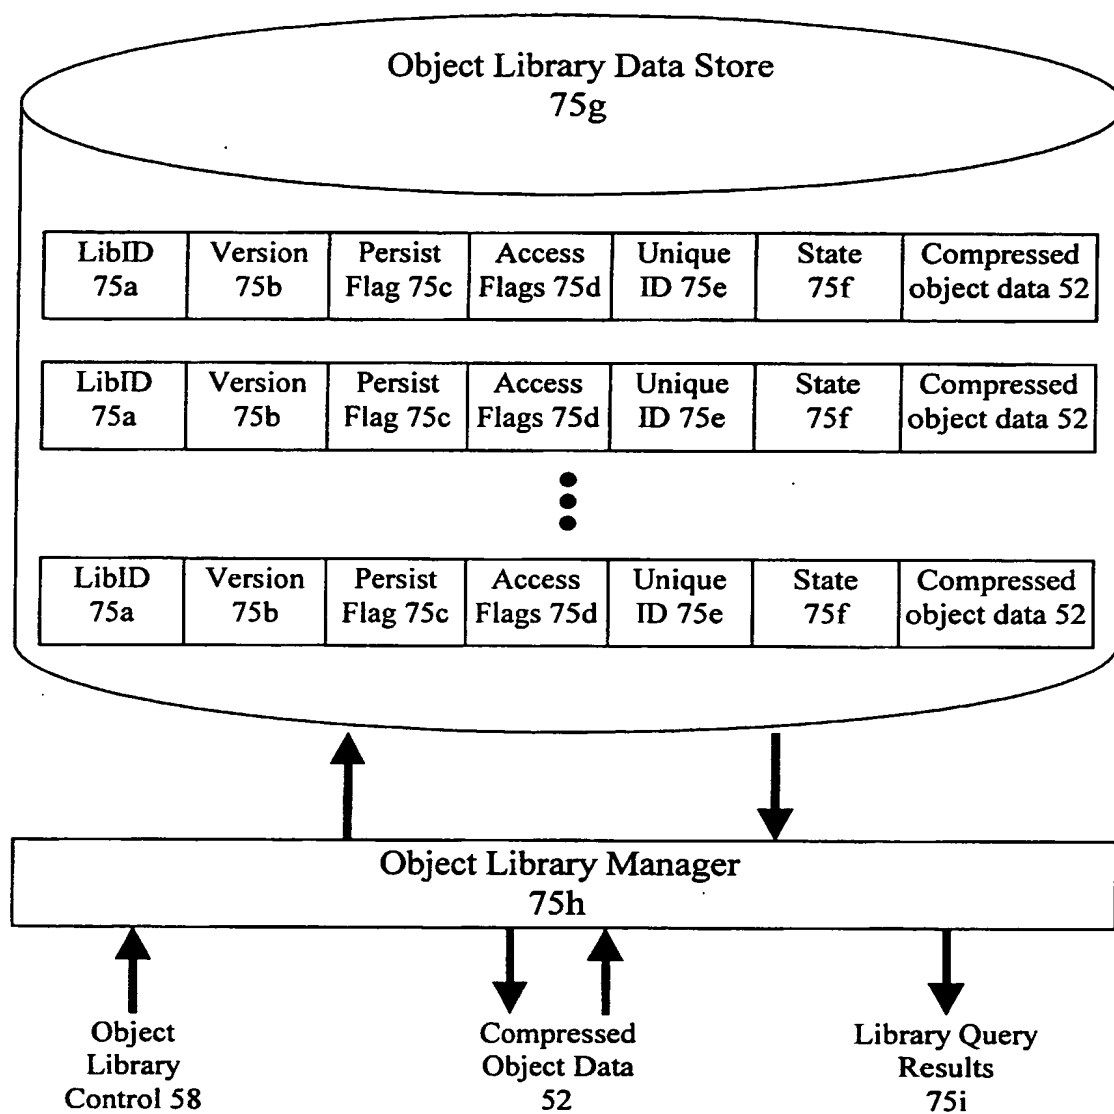 Object Library Data Store
75g
LibID Version Persist Access Unique State Compressed
75a 75b Flag 75c Flags 75d ID 75e 75f object data 52
LibID Version Persist Access Unique State Compressed
75a 75b Flag 75c Flags 75d ID 75e 75f object data 52
LibID Version Persist Access Unique State Compressed
75a 75b Flag 75c Flags 75d ID 75e 75f object data 52
Object Library Manager
75h
Object Compressed Library Query
Library Object Data Results
Control 58 52 75i